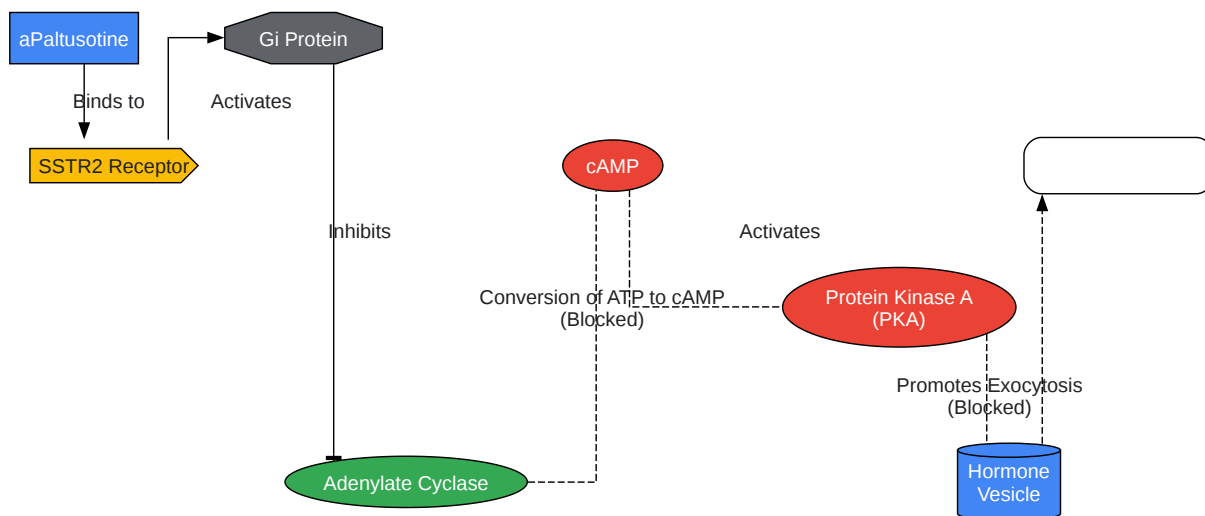 aPaltusotine
Gi Protein
Binds to
Activates
SSTR2 Receptor
cAMP
Inhibits
Activates
Conversion of ATP to cAMP
(Blocked)
Protein Kinase A
(PKA)
Promotes Exocytosis
(Blocked)
Adenylate Cyclase
Hormone
Vesicle